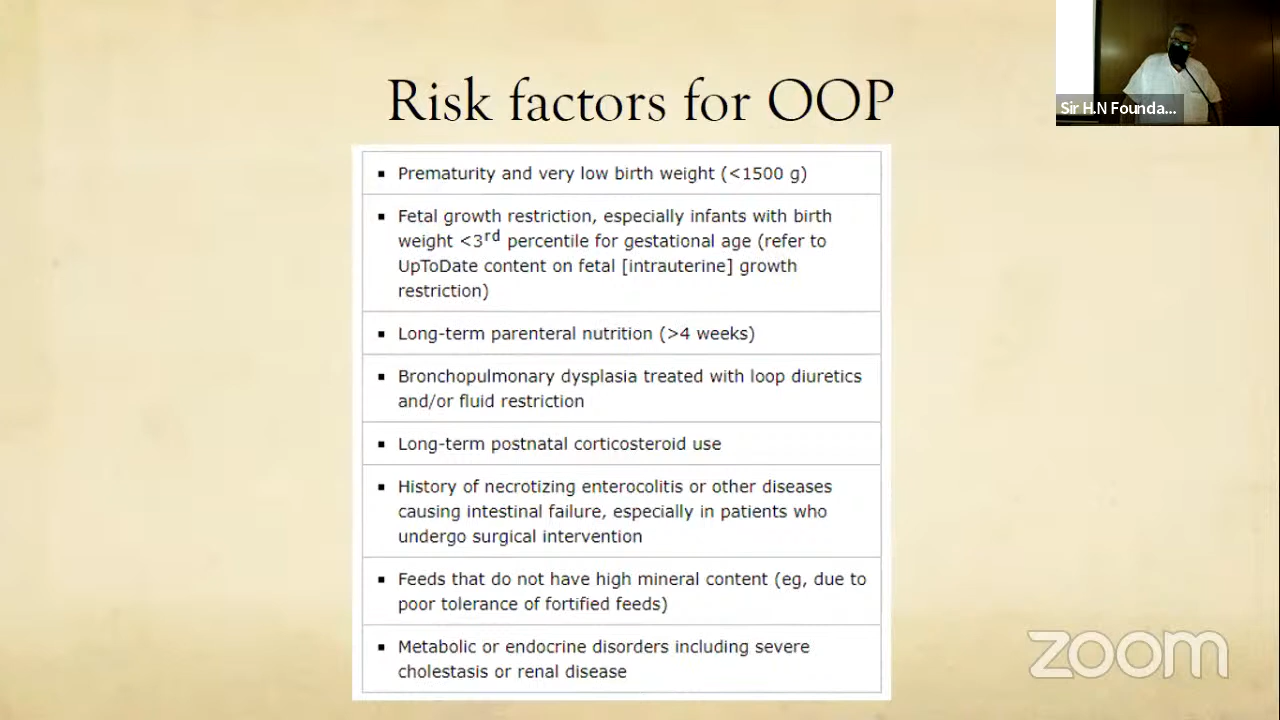 Risk factors for OOP
Sir H.N Founda...
▪ Prematurity and very low birth weight (<1500 g)
▪ Fetal growth restriction, especially infants with birth
weight <3rd percentile for gestational age (refer to
UpToDate content on fetal [intrauterine] growth
restriction)
▪ Long-term parenteral nutrition (>4 weeks)
▪ Bronchopulmonary dysplasia treated with loop diuretics
and/or fluid restriction
▪ Long-term postnatal corticosteroid use
▪ History of necrotizing enterocolitis or other diseases
causing intestinal failure, especially in patients who
undergo surgical intervention
▪ Feeds that do not have high mineral content (eg, due to
poor tolerance of fortified feeds)
▪ Metabolic or endocrine disorders including severe
cholestasis or renal disease
zoom